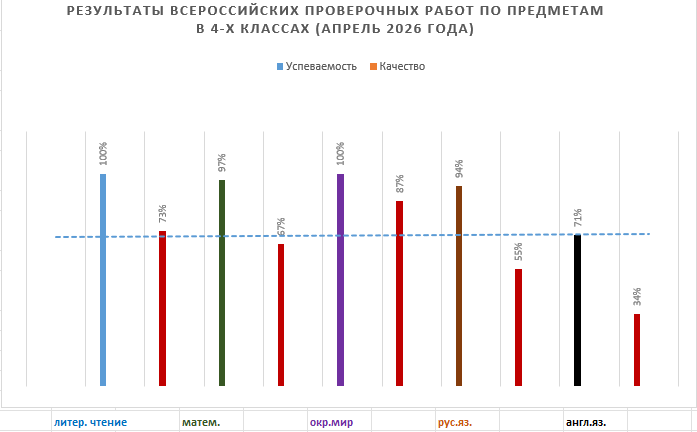 РЕЗУЛЬТАТЫ ВСЕРОССИЙСКИХ ПРОВЕРОЧНЫХ РАБОТ ПО ПРЕДМЕТАМ
В 4-Х КЛАССАХ (АПРЕЛЬ 2026 ГОДА)
Успеваемость Качество
100% 73% 97% 67% 100% 87% 94% 55% 71% 34%
литер. чтение матем. окр.мир рус.яз. англ.яз.